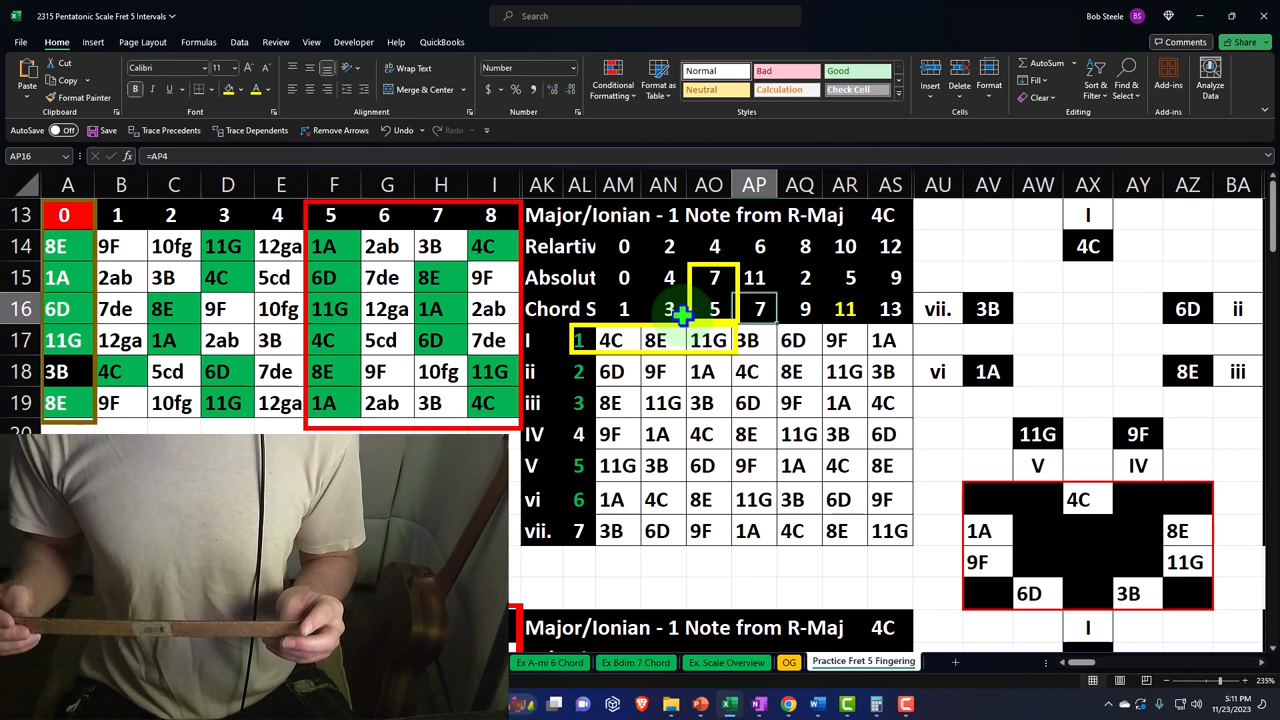 2315 Pentatonic Scale Fret 5 Intervals
Search
Bob Steele BS
File Home Insert Page Layout Formulas Data Review View Developer Help QuickBooks Comments Share
Paste
Cut
Copy
Format Painter
Clipboard
Calibri 11
B I U
Font
Wrap Text
Merge & Center
Alignment
Number
$ % 9
Number
Conditional Formatting
Format as Table
Normal Bad Good
Neutral Calculation Check Cell
Styles
Insert Delete Format
Cells
AutoSum
Fill
Clear
Sort & Filter
Find & Select
Editing
Add-ins
Add-ins
Analyze Data
AutoSave Off Save Trace Precedents Trace Dependents Remove Arrows Undo
AP16 fx =AP4
A B C D E F G H I AK AL AM AN AO AP AQ AR AS AU AV AW AX AY AZ BA
13 0 1 2 3 4 5 6 7 8 Major/Ionian - 1 Note from R-Maj 4C I
14 8E 9F 10fg 11G 12ga 1A 2ab 3B 4C Relartiv 0 2 4 6 8 10 12 4C
15 1A 2ab 3B 4C 5cd 6D 7de 8E 9F Absolut 0 4 7 11 2 5 9
16 6D 7de 8E 9F 10fg 11G 12ga 1A 2ab Chord S 1 3 5 7 9 11 13 vii. 3B 6D ii
17 11G 12ga 1A 2ab 3B 4C 5cd 6D 7de I 1 4C 8E 11G 3B 6D 9F 1A
18 3B 4C 5cd 6D 7de 8E 9F 10fg 11G ii 2 6D 9F 1A 4C 8E 11G 3B vi 1A 8E iii
19 8E 9F 10fg 11G 12ga 1A 2ab 3B 4C iii 3 8E 11G 3B 6D 9F 1A 4C
IV 4 9F 1A 4C 8E 11G 3B 6D 11G 9F
V 5 11G 3B 6D 9F 1A 4C 8E V IV
vi 6 1A 4C 8E 11G 3B 6D 9F 4C
vii. 7 3B 6D 9F 1A 4C 8E 11G 1A 8E
9F 11G
6D 3B
Major/Ionian - 1 Note from R-Maj 4C I
Ex A-mi 6 Chord Ex Bdim 7 Chord Ex. Scale Overview OG Practice Fret 5 Fingering
235%
5:11 PM
11/23/2023